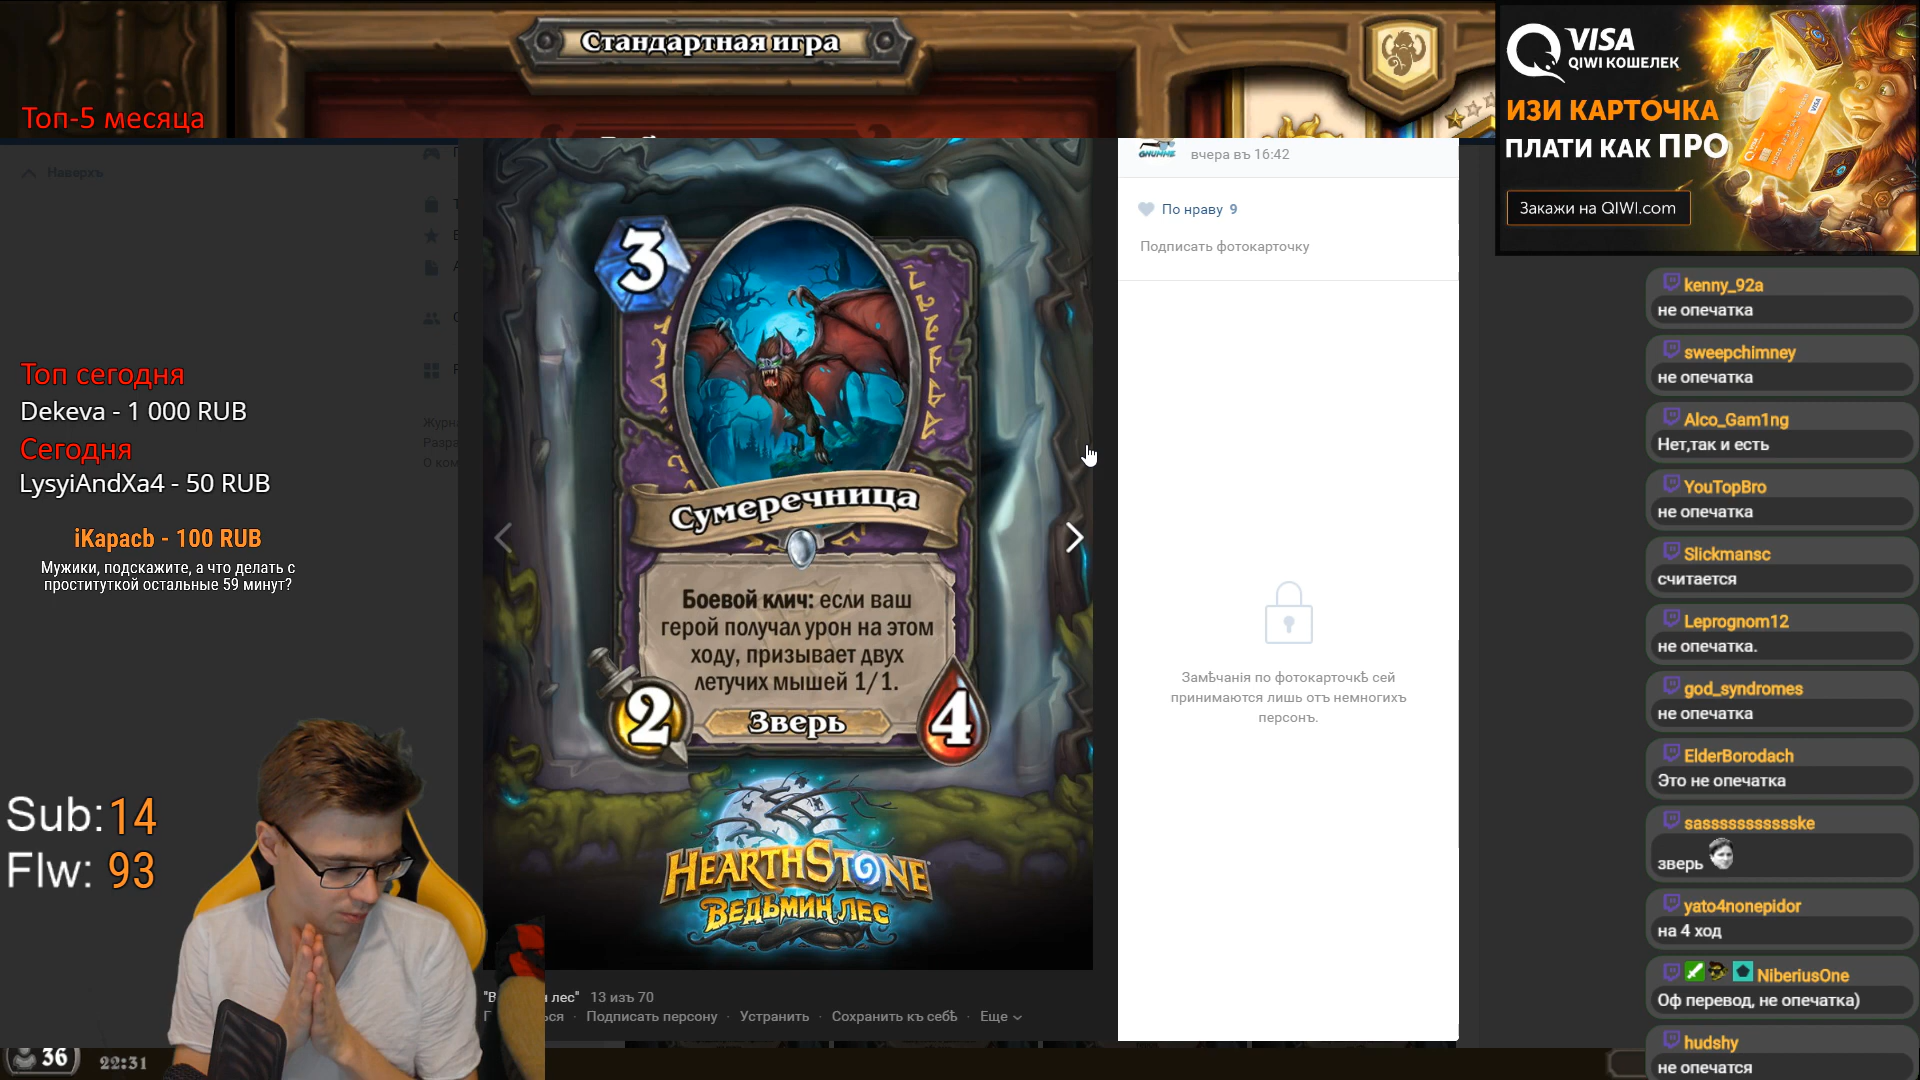 Стандартная игра
Топ-5 месяца
Наверхъ
Топ сегодня
Dekeva - 1 000 RUB
Сегодня
LysyiAndXa4 - 50 RUB
iKapacb - 100 RUB
Мужики, подскажите, а что делать с
проституткой остальные 59 минут?
Sub: 14
Flw: 93
36
22:31
3
Сумеречница
Боевой клич: если ваш
герой получал урон на этом
ходу, призывает двух
летучих мышей 1/1.
2
Зверь
4
HEARTHSTONE
ВЕДЬМИН ЛЕС
лес" 13 изъ 70
Подписать персону · Устранить · Сохранить къ себѣ · Еще
вчера въ 16:42
По нраву 9
Подписать фотокарточку
Замѣчанія по фотокарточкѣ сей
принимаются лишь отъ немногихъ
персонъ.
VISA
QIWI КОШЕЛЕК
ИЗИ КАРТОЧКА
ПЛАТИ КАК ПРО
Закажи на QIWI.com
kenny_92a
не опечатка
sweepchimney
не опечатка
Alco_Gam1ng
Нет,так и есть
YouTopBro
не опечатка
Slickmansc
считается
Leprognom12
не опечатка.
god_syndromes
не опечатка
ElderBorodach
Это не опечатка
sasssssssssssske
зверь
yato4nonepidor
на 4 ход
NiberiusOne
Оф перевод, не опечатка)
hudshy
не опечатся